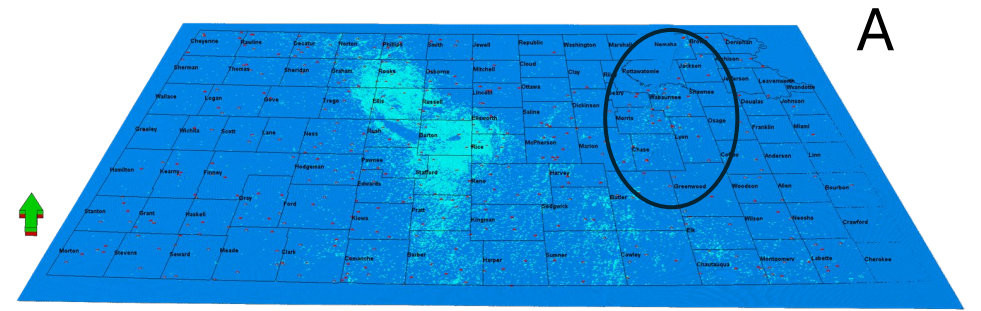 A
Cheyenne Rawlins Decatur Norton Phillips Smith Jewell Republic Washington Marshall Nemaha Brown Doniphan
Sherman Thomas Sheridan Graham Rooks Osborne Mitchell Cloud Clay Riley Pottawatomie Jackson Atchison
Jefferson Leavenworth Wyandotte
Wallace Logan Gove Trego Ellis Russell Lincoln Ottawa Dickinson Geary Wabaunsee Shawnee Douglas Johnson
Greeley Wichita Scott Lane Ness Rush Barton Ellsworth Saline Morris Osage Franklin Miami
Hamilton Kearny Finney Hodgeman Pawnee Rice McPherson Marion Chase Lyon Coffey Anderson Linn
Stanton Grant Haskell Gray Ford Edwards Stafford Reno Harvey Butler Greenwood Woodson Allen Bourbon
Kiowa Pratt Kingman Sedgwick Elk Wilson Neosho Crawford
Morton Stevens Seward Meade Clark Comanche Barber Harper Sumner Cowley Chautauqua Montgomery Labette Cherokee